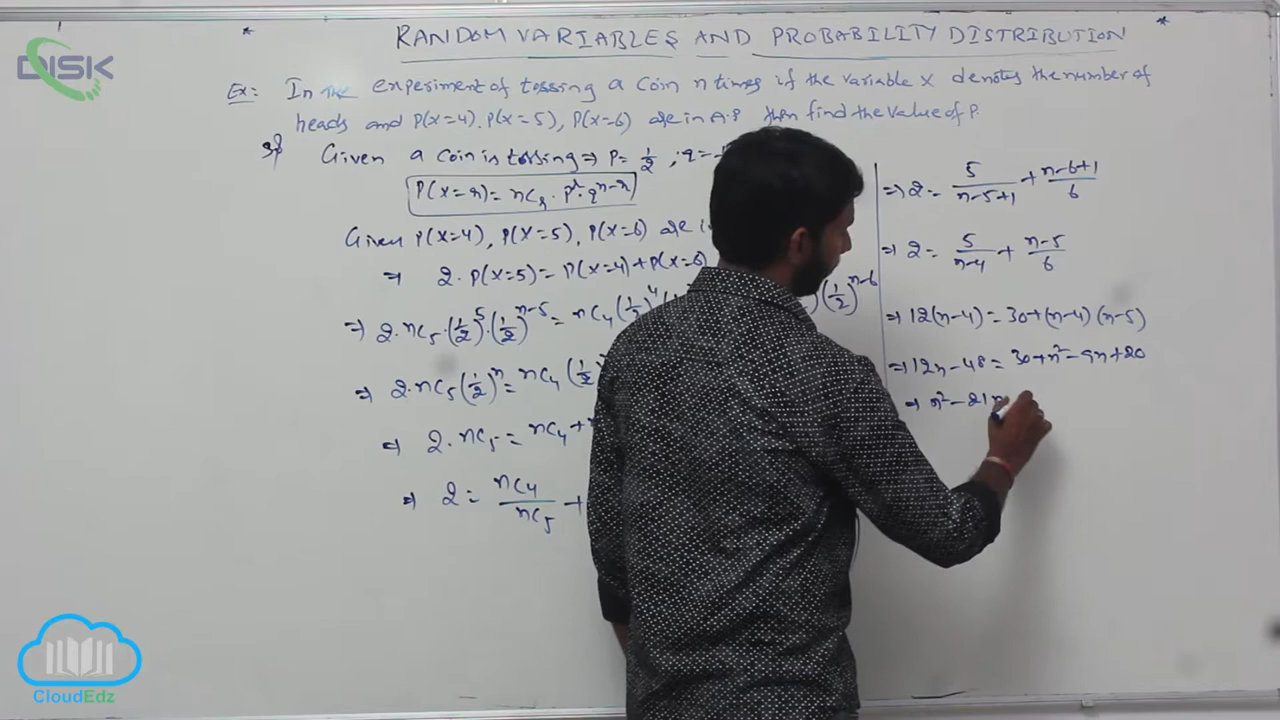 DISK
* RANDOM VARIABLES AND PROBABILITY DISTRIBUTION *
Ex: In the experiment of tossing a coin n times if the variable x denotes the number of
heads and P(x=4). P(x=5), P(x=6) are in A.P then find the value of P.
Given a coin is tossing ⇒ P = 1/2 ; q =
P(X=r) = nCr . p^r . q^(n-r)
Given P(X=4), P(X=5), P(X=6) are
⇒ 2. P(X=5) = P(X=4) + P(X=6)
⇒ 2. nC5 . (1/2)^5 . (1/2)^(n-5) = nC4 (1/2)^4 (1/2)^(n-6)
⇒ 2. nC5 (1/2)^n = nC4 (1/2)
⇒ 2. nC5 = nC4 +
⇒ 2 = nC4/nC5 +
⇒ 2 = 5/(n-5+1) + (n-6+1)/6
⇒ 2 = 5/(n-4) + (n-5)/6
⇒ 12(n-4) = 30+(n-4)(n-5)
⇒ 12n-48 = 30+n²-9n+20
⇒ n²-21n
CloudEdz